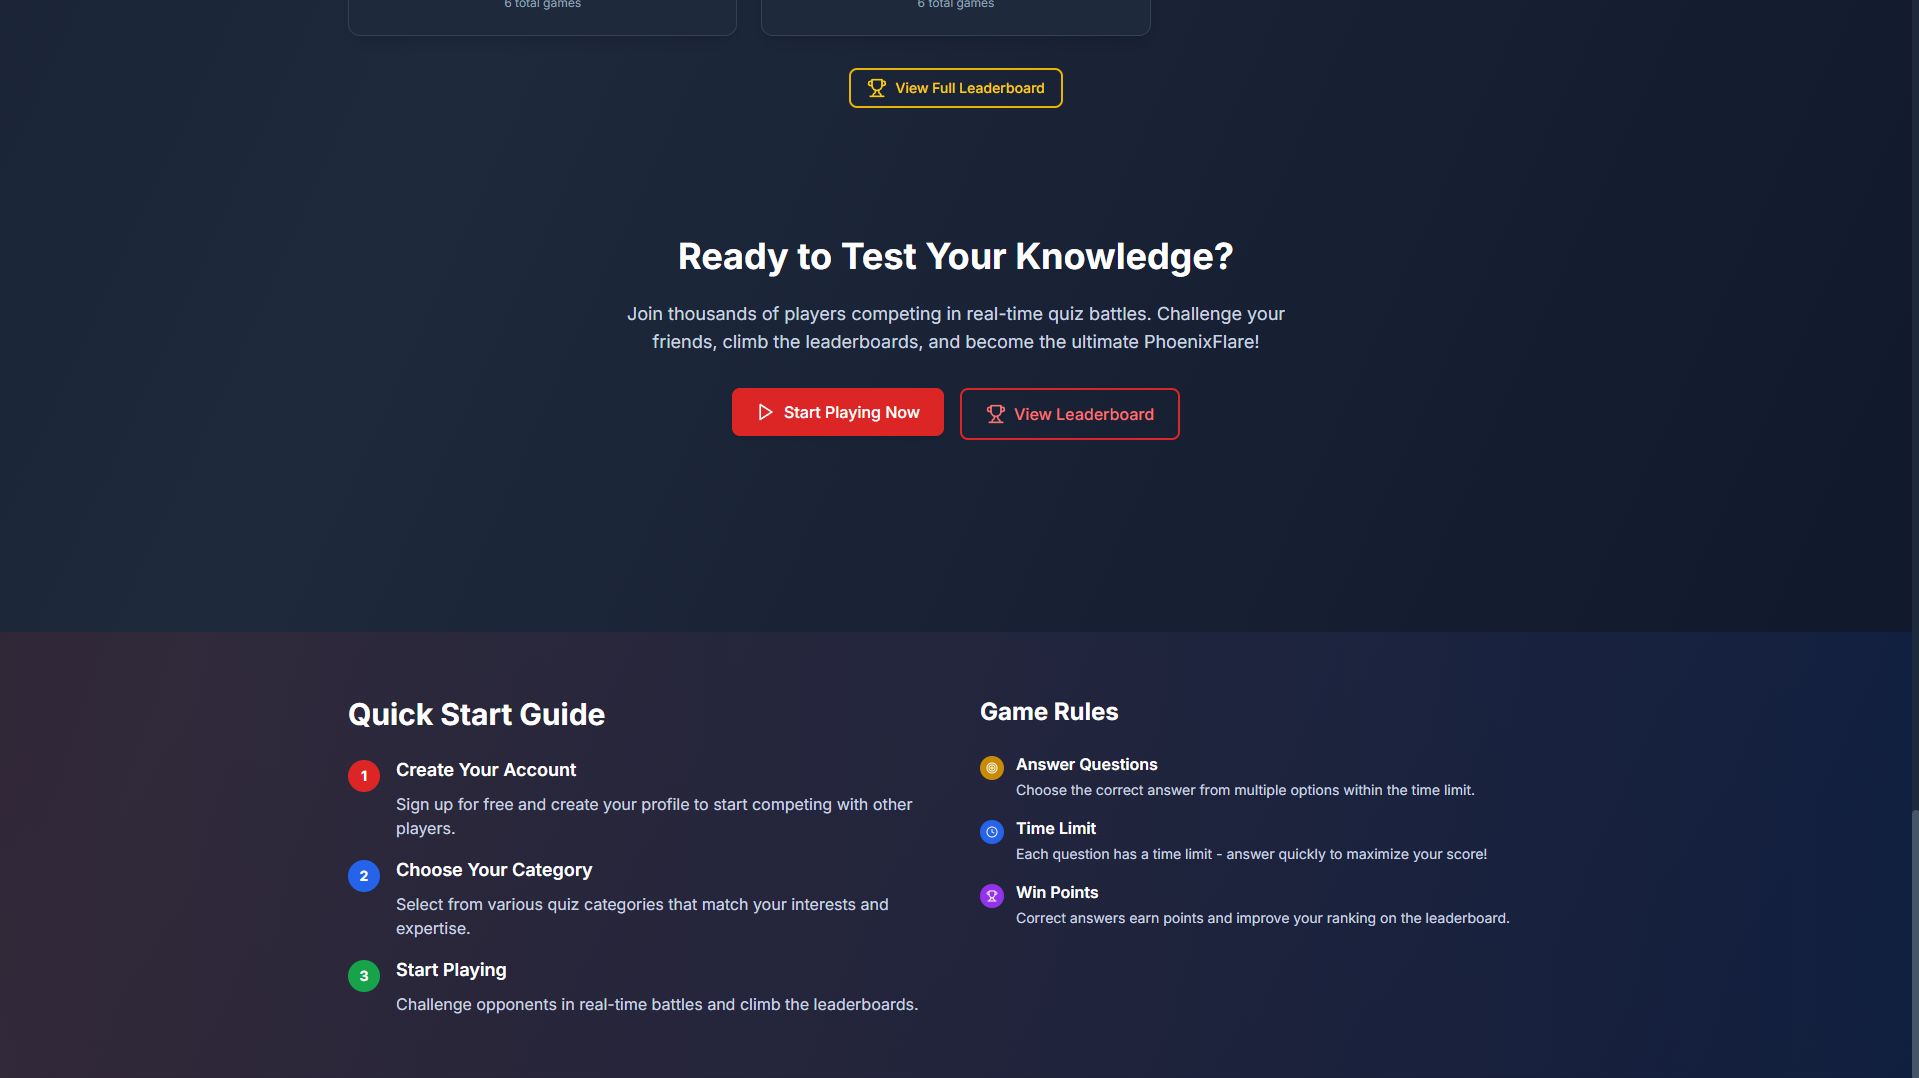 6 total games
6 total games
View Full Leaderboard
Ready to Test Your Knowledge?
Join thousands of players competing in real-time quiz battles. Challenge your
friends, climb the leaderboards, and become the ultimate PhoenixFlare!
Start Playing Now
View Leaderboard
Quick Start Guide
1
Create Your Account
Sign up for free and create your profile to start competing with other
players.
2
Choose Your Category
Select from various quiz categories that match your interests and
expertise.
3
Start Playing
Challenge opponents in real-time battles and climb the leaderboards.
Game Rules
Answer Questions
Choose the correct answer from multiple options within the time limit.
Time Limit
Each question has a time limit - answer quickly to maximize your score!
Win Points
Correct answers earn points and improve your ranking on the leaderboard.